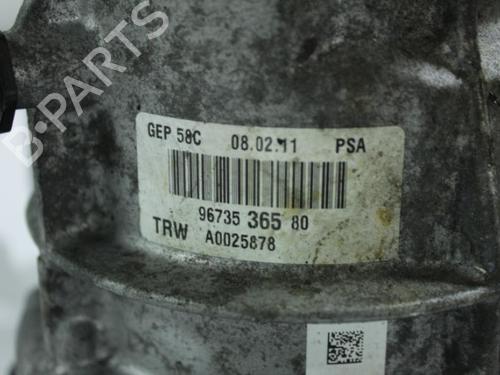 B-PARTS
GEP 58C 08.02.11 PSA
96735 365 80
TRW A0025878